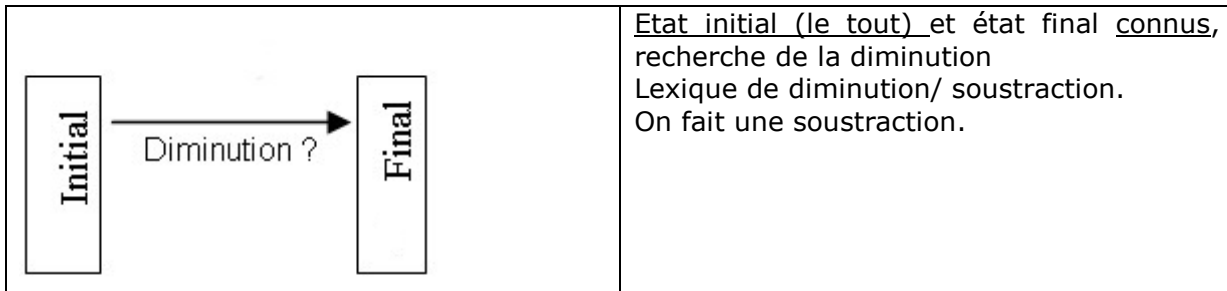 Initial
Diminution ?
Final
Etat initial (le tout) et état final connus,
recherche de la diminution
Lexique de diminution/ soustraction.
On fait une soustraction.